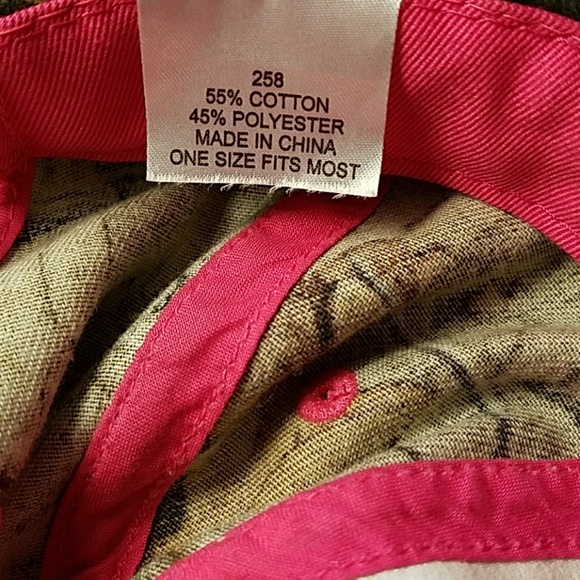 258
55% COTTON
45% POLYESTER
MADE IN CHINA
ONE SIZE FITS MOST